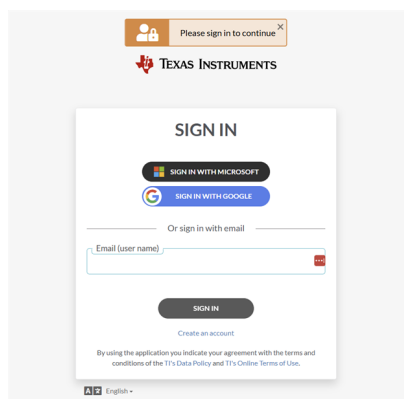 Please sign in to continue
Texas Instruments
SIGN IN
SIGN IN WITH MICROSOFT
SIGN IN WITH GOOGLE
Or sign in with email
Email (user name)
SIGN IN
Create an account
By using the application you indicate your agreement with the terms and
conditions of the TI's Data Policy and TI's Online Terms of Use.
English